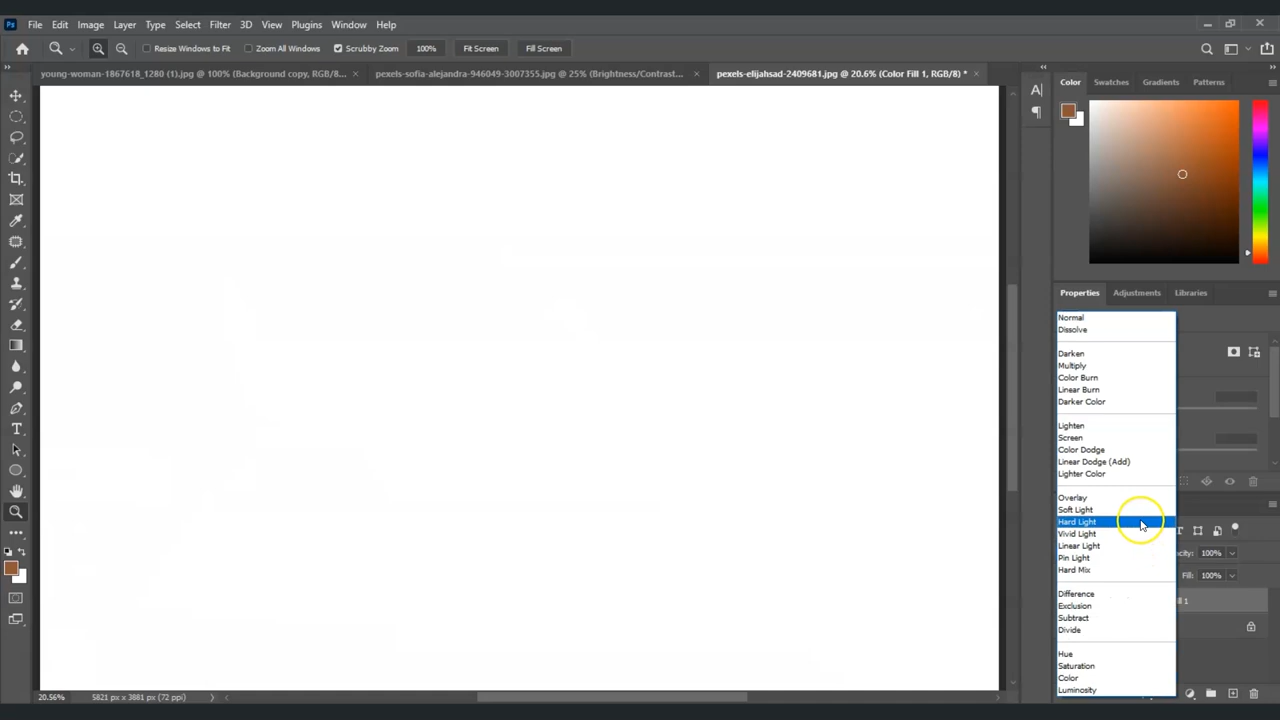 Ps File Edit Image Layer Type Select Filter 3D View Plugins Window Help
Resize Windows to Fit Zoom All Windows Scrubby Zoom 100% Fit Screen Fill Screen
young-woman-1867618_1280 (1).jpg @ 100% (Background copy, RGB/8... × pexels-sofia-alejandra-946049-3007355.jpg @ 25% (Brightness/Contrast... × pexels-elijahsad-2409681.jpg @ 20.6% (Color Fill 1, RGB/8) * ×
Color Swatches Gradients Patterns
Properties Adjustments Libraries
Normal
Dissolve
Darken
Multiply
Color Burn
Linear Burn
Darker Color
Lighten
Screen
Color Dodge
Linear Dodge (Add)
Lighter Color
Overlay
Soft Light
Hard Light
Vivid Light
Linear Light
Pin Light
Hard Mix
Difference
Exclusion
Subtract
Divide
Hue
Saturation
Color
Luminosity
100%
Fill: 100%
20.56% 5821 px x 3881 px (72 ppi)